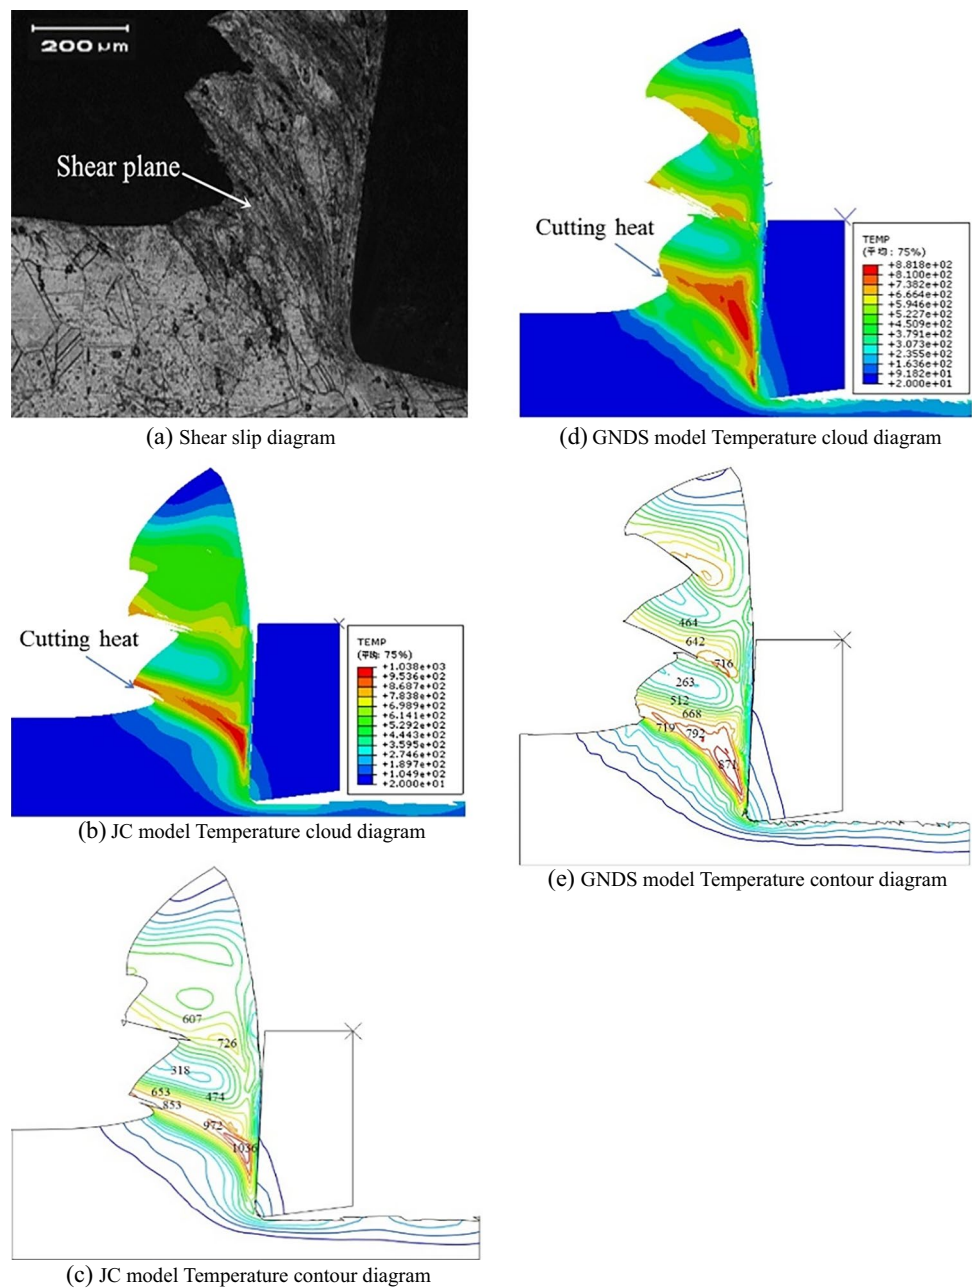 200 μm
Shear plane
(a) Shear slip diagram
Cutting heat
TEMP
(平均: 75%)
+1.038e+03
+9.536e+02
+8.687e+02
+7.838e+02
+6.989e+02
+6.141e+02
+5.292e+02
+4.443e+02
+3.595e+02
+2.746e+02
+1.897e+02
+1.049e+02
+2.000e+01
(b) JC model Temperature cloud diagram
607
726
318
653
474
853
972
1036
(c) JC model Temperature contour diagram
Cutting heat
TEMP
(平均: 75%)
+8.818e+02
+8.100e+02
+7.382e+02
+6.664e+02
+5.946e+02
+5.227e+02
+4.509e+02
+3.791e+02
+3.073e+02
+2.355e+02
+1.636e+02
+9.182e+01
+2.000e+01
(d) GNDS model Temperature cloud diagram
464
642
716
263
512
668
719
792
871
(e) GNDS model Temperature contour diagram